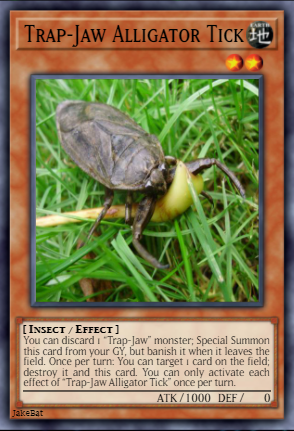 Trap-Jaw Alligator Tick
EARTH
地
[ Insect / Effect ]
You can discard 1 "Trap-Jaw" monster; Special Summon
this card from your GY, but banish it when it leaves the
field. Once per turn: You can target 1 card on the field;
destroy it and this card. You can only activate each
effect of "Trap-Jaw Alligator Tick" once per turn.
ATK / 1000 DEF / 0
JakeBat